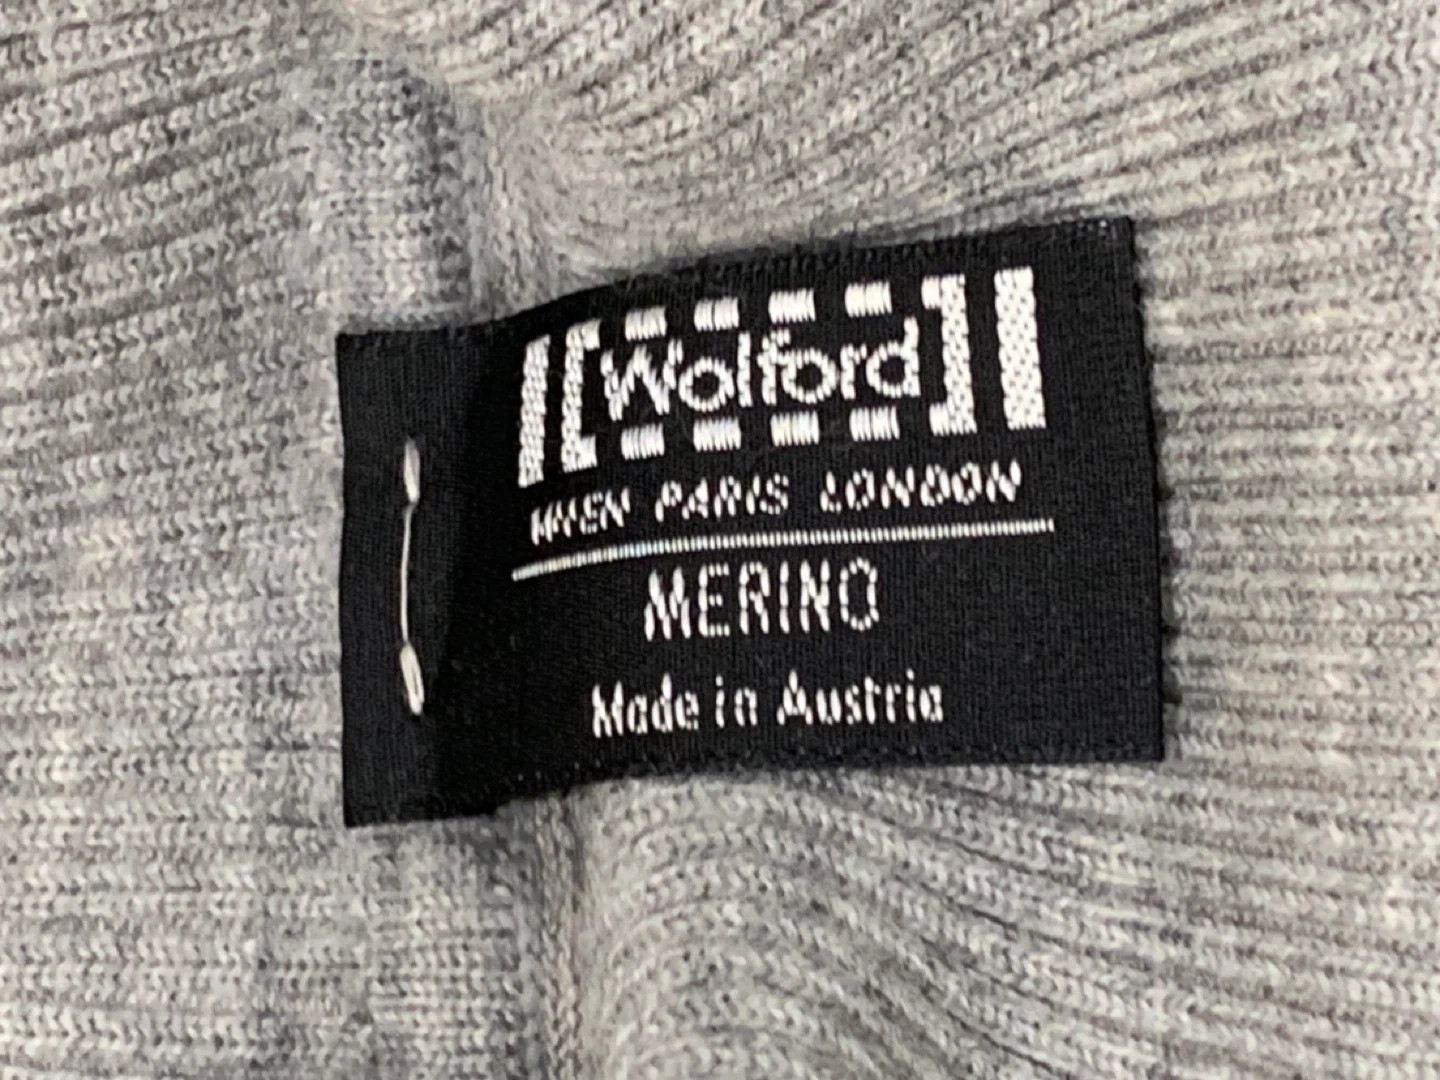 Wolford
WIEN PARIS LONDON
MERINO
Made in Austria